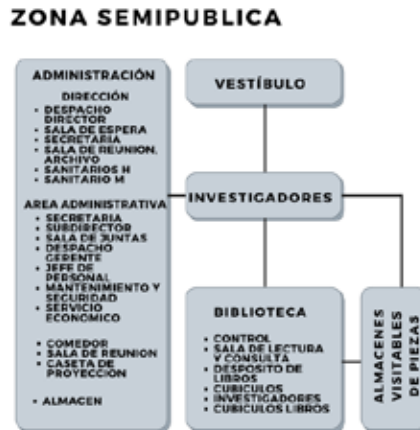 ZONA SEMIPUBLICA
ADMINISTRACIÓN
DIRECCIÓN
• DESPACHO
DIRECTOR
• SALA DE ESPERA
• SECRETARIA
• SALA DE REUNION,
ARCHIVO
• SANITARIOS H
• SANITARIO M
AREA ADMINISTRATIVA
• SECRETARIA
• SUBDIRECTOR
• SALA DE JUNTAS
• DESPACHO
GERENTE
• JEFE DE
PERSONAL
• MANTENIMIENTO Y
SEGURIDAD
• SERVICIO
ECONOMICO
• COMEDOR
• SALA DE REUNION
• CASETA DE
PROYECCIÓN
• ALMACEN
VESTÍBULO
INVESTIGADORES
BIBLIOTECA
• CONTROL
• SALA DE LECTURA
Y CONSULTA
• DESPOSITO DE
LIBROS
• CUBICULOS
• INVESTIGADORES
• CUBICULOS LIBROS
ALMACENES
VISITABLES
DE PIEZAS